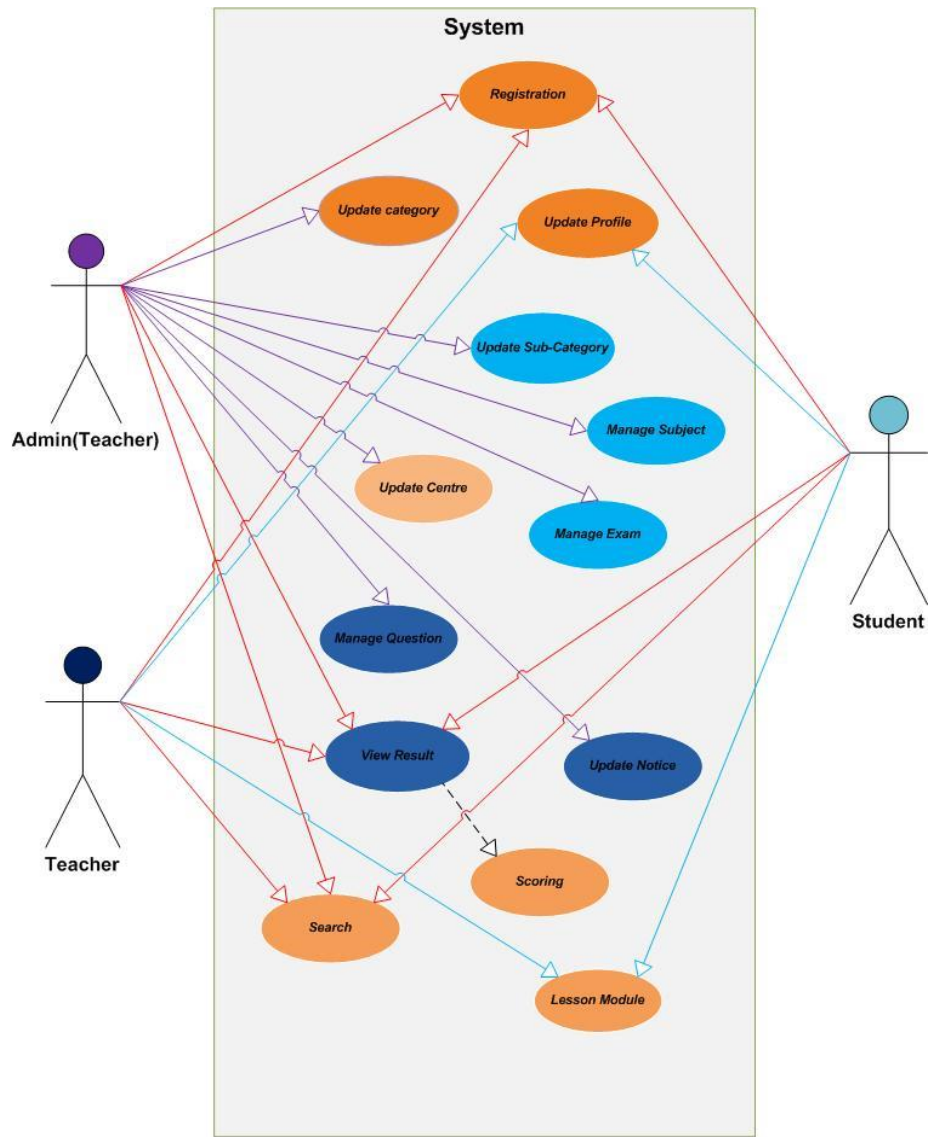 System
Registration
Update category
Update Profile
Update Sub-Category
Admin(Teacher)
Manage Subject
Update Centre
Manage Exam
Student
Manage Question
View Result
Update Notice
Teacher
Scoring
Search
Lesson Module